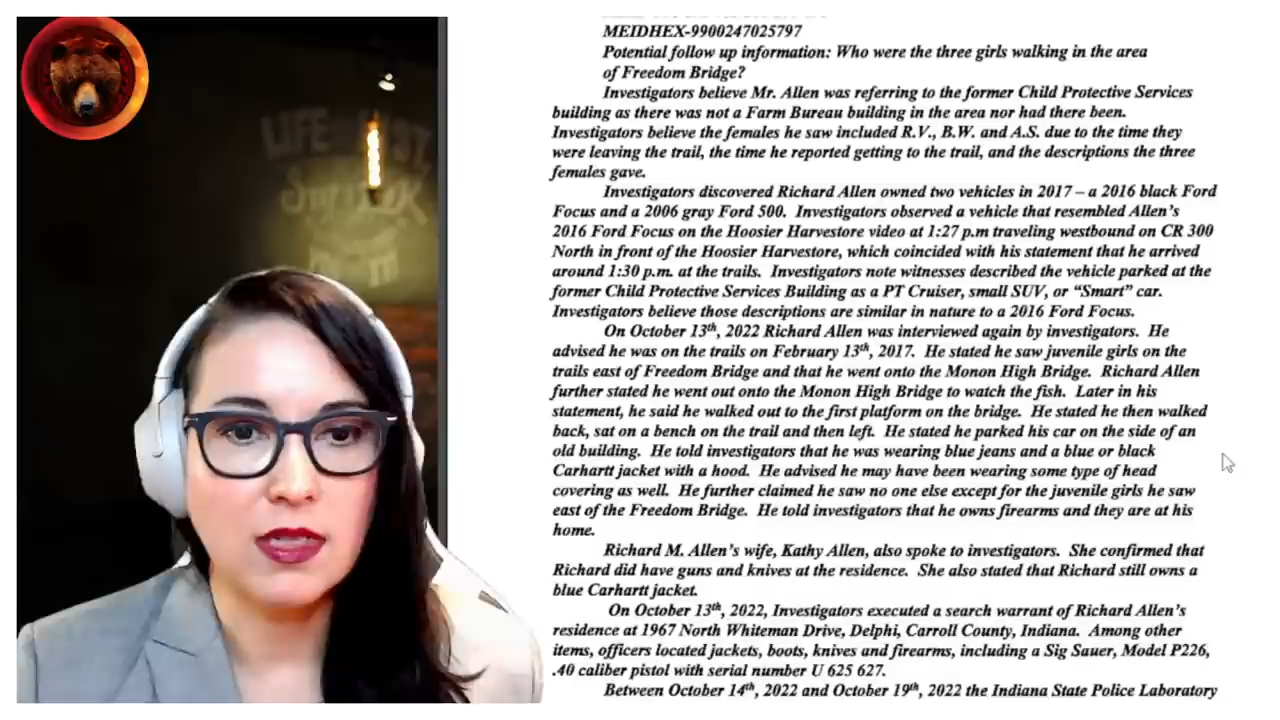 LIFE
MEIDHEX-9900247025797
Potential follow up information: Who were the three girls walking in the area
of Freedom Bridge?
Investigators believe Mr. Allen was referring to the former Child Protective Services
building as there was not a Farm Bureau building in the area nor had there been.
Investigators believe the females he saw included R.V., B.W. and A.S. due to the time they
were leaving the trail, the time he reported getting to the trail, and the descriptions the three
females gave.
Investigators discovered Richard Allen owned two vehicles in 2017 – a 2016 black Ford
Focus and a 2006 gray Ford 500. Investigators observed a vehicle that resembled Allen's
2016 Ford Focus on the Hoosier Harvestore video at 1:27 p.m traveling westbound on CR 300
North in front of the Hoosier Harvestore, which coincided with his statement that he arrived
around 1:30 p.m. at the trails. Investigators note witnesses described the vehicle parked at the
former Child Protective Services Building as a PT Cruiser, small SUV, or "Smart" car.
Investigators believe those descriptions are similar in nature to a 2016 Ford Focus.
On October 13th, 2022 Richard Allen was interviewed again by investigators. He
advised he was on the trails on February 13th, 2017. He stated he saw juvenile girls on the
trails east of Freedom Bridge and that he went onto the Monon High Bridge. Richard Allen
further stated he went out onto the Monon High Bridge to watch the fish. Later in his
statement, he said he walked out to the first platform on the bridge. He stated he then walked
back, sat on a bench on the trail and then left. He stated he parked his car on the side of an
old building. He told investigators that he was wearing blue jeans and a blue or black
Carhartt jacket with a hood. He advised he may have been wearing some type of head
covering as well. He further claimed he saw no one else except for the juvenile girls he saw
east of the Freedom Bridge. He told investigators that he owns firearms and they are at his
home.
Richard M. Allen's wife, Kathy Allen, also spoke to investigators. She confirmed that
Richard did have guns and knives at the residence. She also stated that Richard still owns a
blue Carhartt jacket.
On October 13th, 2022, Investigators executed a search warrant of Richard Allen's
residence at 1967 North Whiteman Drive, Delphi, Carroll County, Indiana. Among other
items, officers located jackets, boots, knives and firearms, including a Sig Sauer, Model P226,
.40 caliber pistol with serial number U 625 627.
Between October 14th, 2022 and October 19th, 2022 the Indiana State Police Laboratory